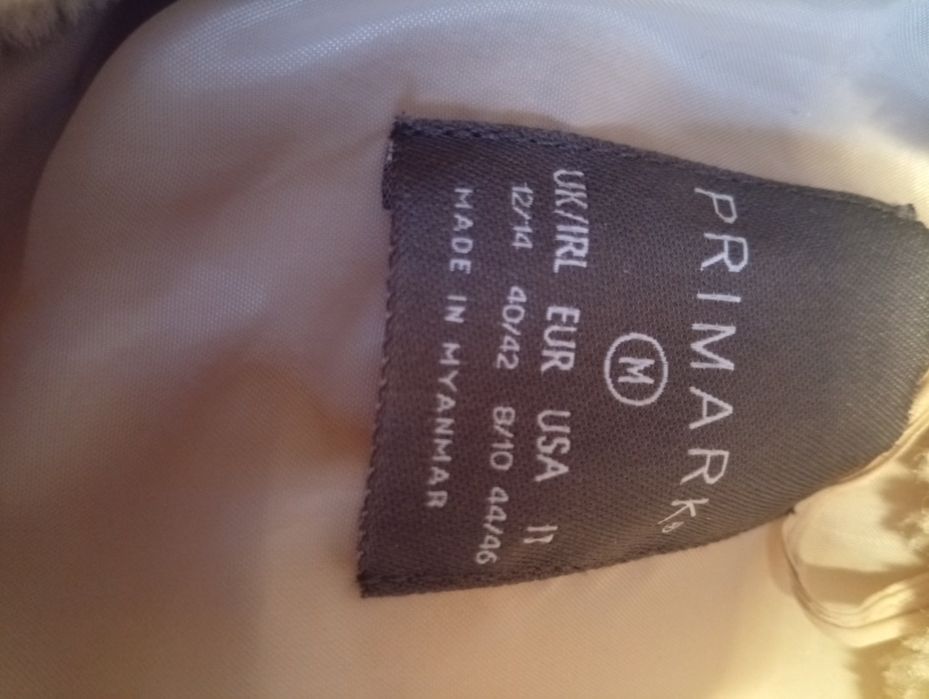 PRIMARK®
M
UK/IRL EUR USA IT
12/14 40/42 8/10 44/46
MADE IN MYANMAR